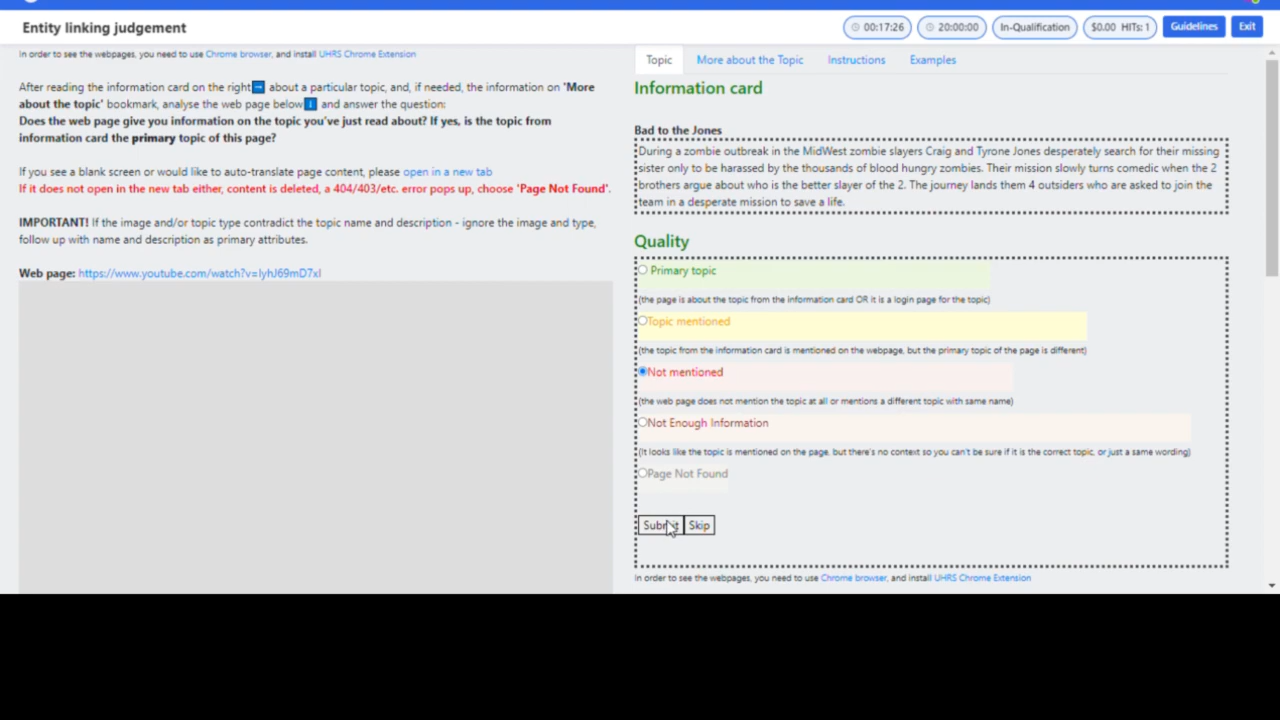 Entity linking judgement
00:17:26
20:00:00
In-Qualification
$0.00 HITs: 1
Guidelines
Exit
In order to see the webpages, you need to use Chrome browser, and install UHRS Chrome Extension
After reading the information card on the right about a particular topic, and, if needed, the information on 'More
about the topic' bookmark, analyse the web page below and answer the question:
Does the web page give you information on the topic you've just read about? If yes, is the topic from
information card the primary topic of this page?
If you see a blank screen or would like to auto-translate page content, please open in a new tab
If it does not open in the new tab either, content is deleted, a 404/403/etc. error pops up, choose 'Page Not Found'.
IMPORTANT! If the image and/or topic type contradict the topic name and description - ignore the image and type,
follow up with name and description as primary attributes.
Web page: https://www.youtube.com/watch?v=lyhJ69mD7xI
Topic
More about the Topic
Instructions
Examples
Information card
Bad to the Jones
During a zombie outbreak in the MidWest zombie slayers Craig and Tyrone Jones desperately search for their missing
sister only to be harassed by the thousands of blood hungry zombies. Their mission slowly turns comedic when the 2
brothers argue about who is the better slayer of the 2. The journey lands them 4 outsiders who are asked to join the
team in a desperate mission to save a life.
Quality
Primary topic
(the page is about the topic from the information card OR it is a login page for the topic)
Topic mentioned
(the topic from the information card is mentioned on the webpage, but the primary topic of the page is different)
Not mentioned
(the web page does not mention the topic at all or mentions a different topic with same name)
Not Enough Information
(It looks like the topic is mentioned on the page, but there's no context so you can't be sure if it is the correct topic, or just a same wording)
Page Not Found
Submit
Skip
In order to see the webpages, you need to use Chrome browser, and install UHRS Chrome Extension